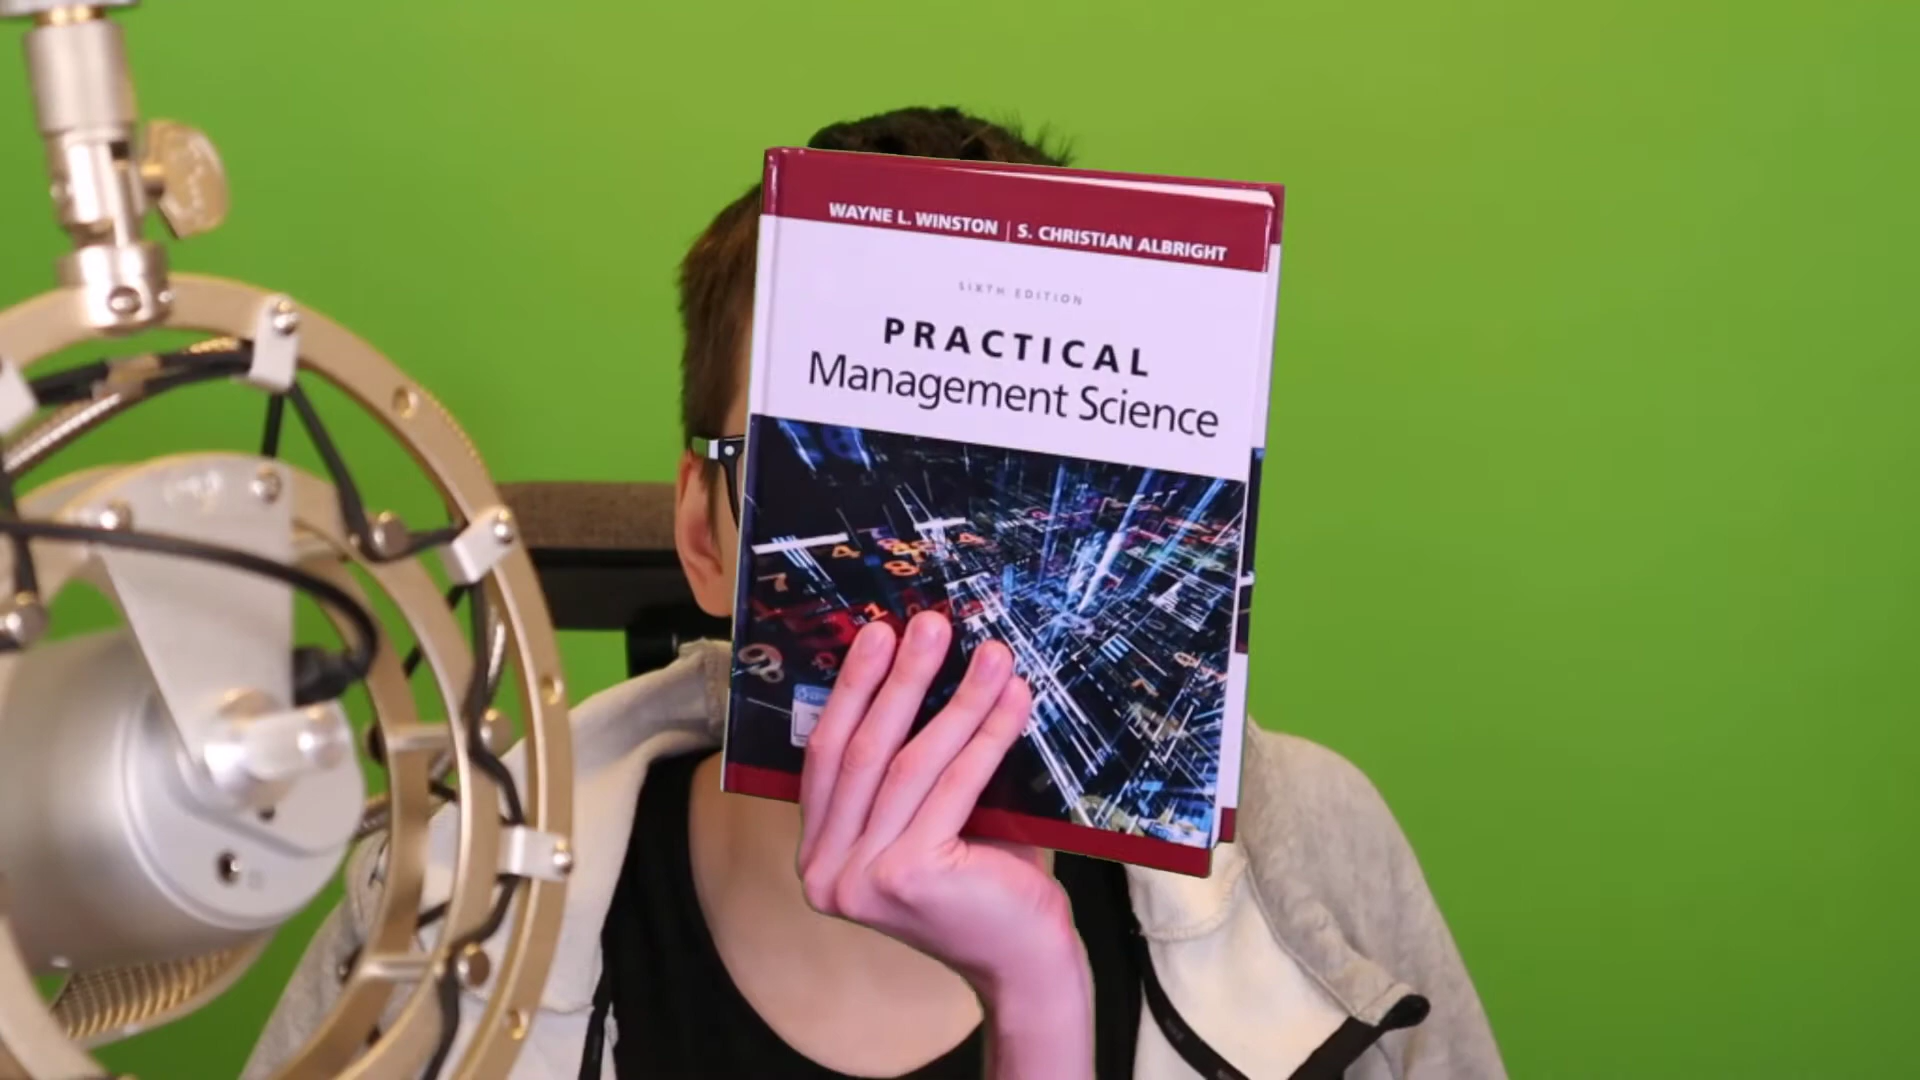 WAYNE L. WINSTON | S. CHRISTIAN ALBRIGHT
SIXTH EDITION
PRACTICAL
Management Science